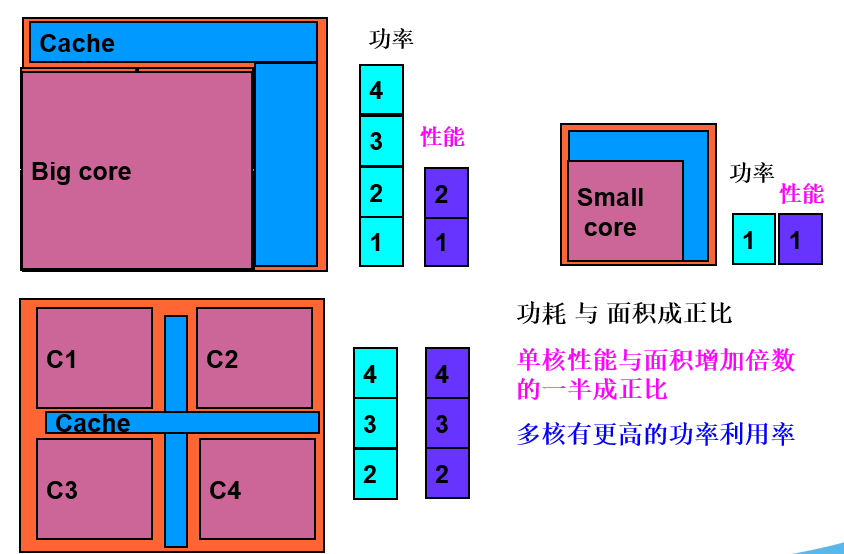 Cache
Big core
功率
4
3
2
1
性能
2
1
Small
core
功率
性能
1
1
C1
C2
Cache
C3
C4
4
3
2
4
3
2
功耗 与 面积成正比
单核性能与面积增加倍数
的一半成正比
多核有更高的功率利用率